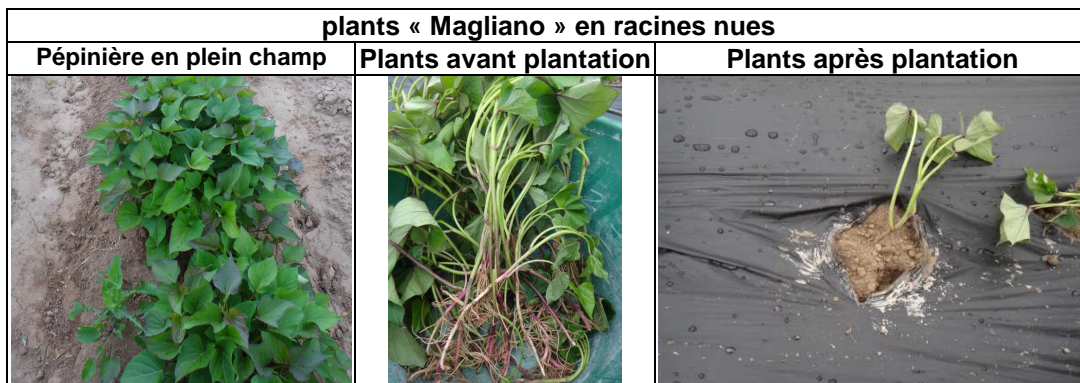 plants « Magliano » en racines nues
Pépinière en plein champ Plants avant plantation Plants après plantation